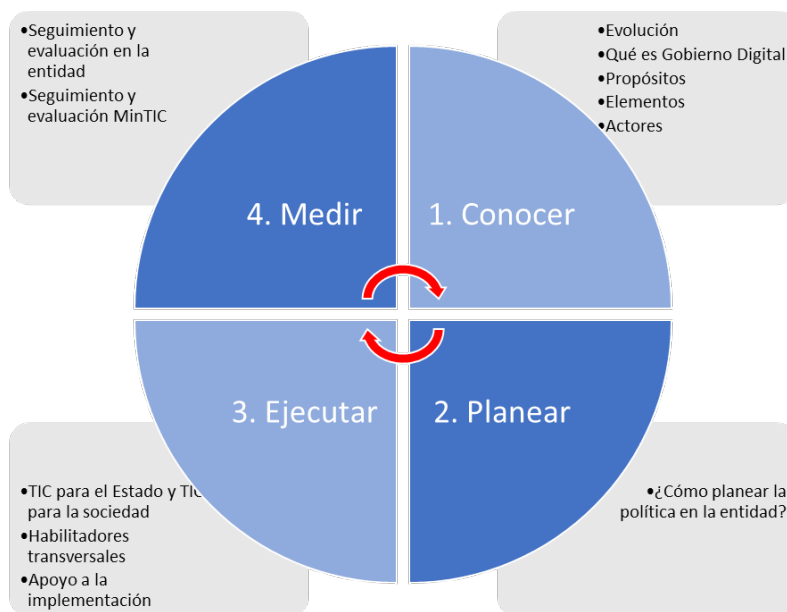 •Seguimiento y
evaluación en la
entidad
•Seguimiento y
evaluación MinTIC
•Evolución
•Qué es Gobierno Digital
•Propósitos
•Elementos
•Actores
4. Medir
1. Conocer
3. Ejecutar
2. Planear
•TIC para el Estado y TIC
para la sociedad
•Habilitadores
transversales
•Apoyo a la
implementación
•¿Cómo planear la
política en la entidad?